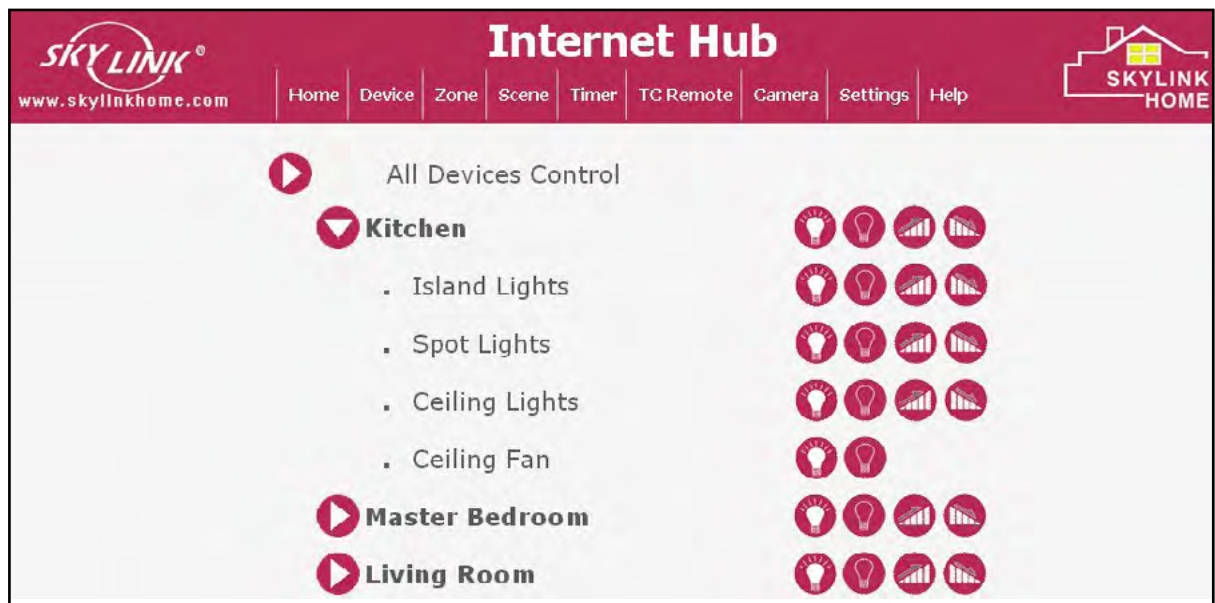 SKYLINK®
www.skylinkhome.com
Internet Hub
Home Device Zone Scene Timer TC Remote Camera Settings Help
SKYLINK
HOME
All Devices Control
Kitchen
. Island Lights
. Spot Lights
. Ceiling Lights
. Ceiling Fan
Master Bedroom
Living Room